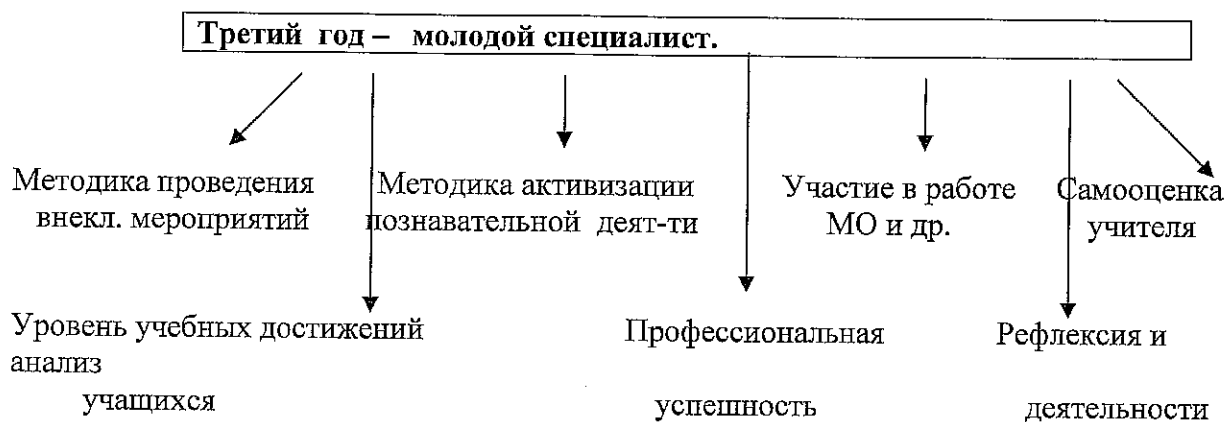 Третий год – молодой специалист.
Методика проведения
внекл. мероприятий
Методика активизации
познавательной деят-ти
Участие в работе
МО и др.
Самооценка
учителя
Уровень учебных достижений
анализ
учащихся
Профессиональная
успешность
Рефлексия и
деятельности